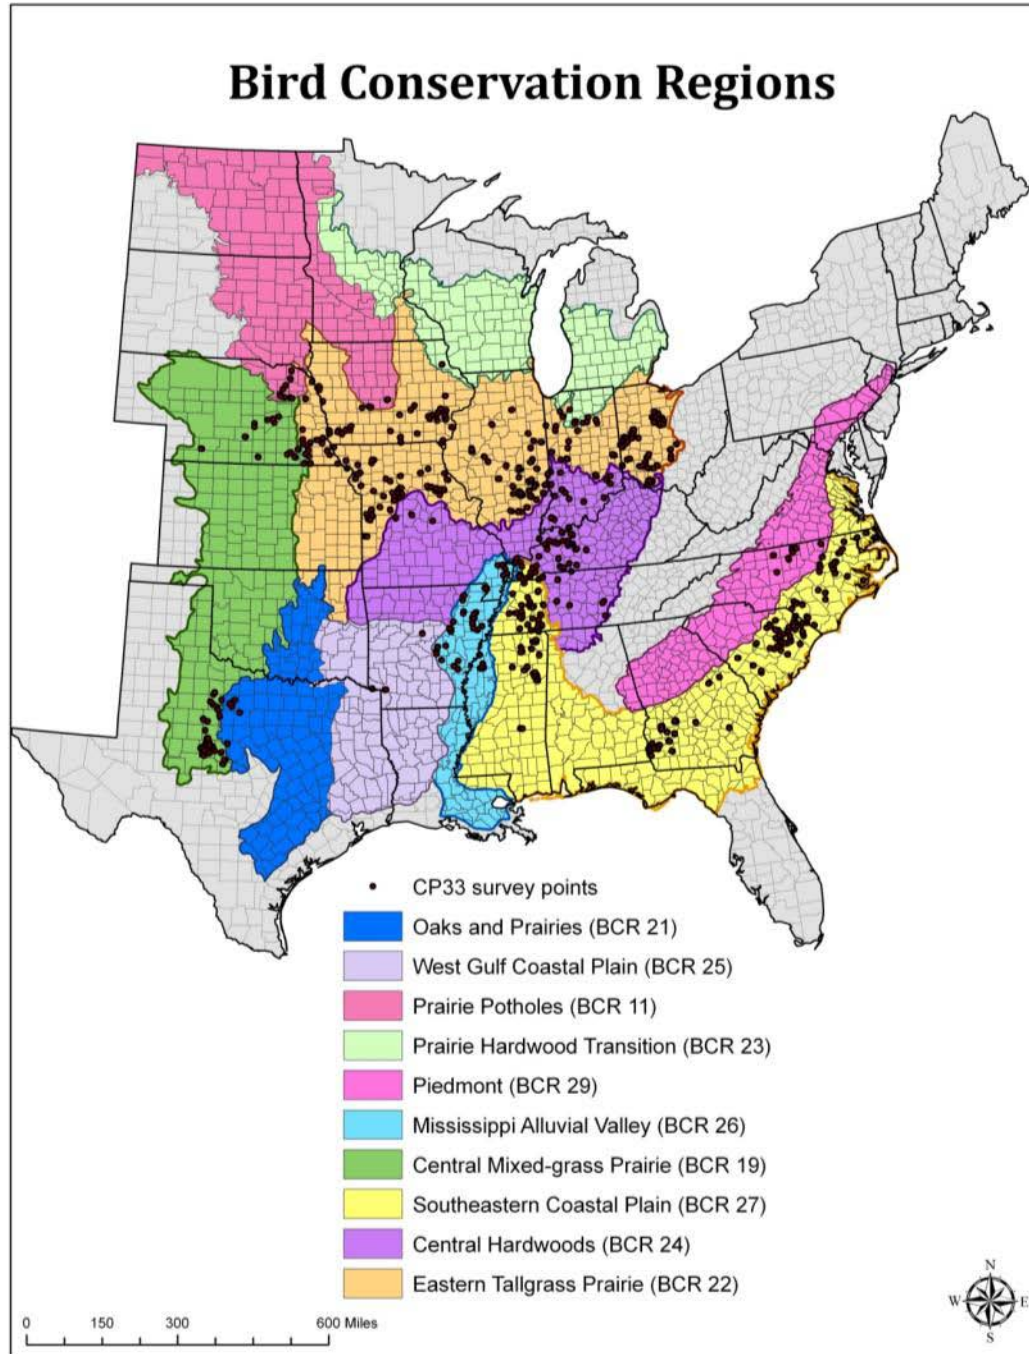 Bird Conservation Regions
CP33 survey points
Oaks and Prairies (BCR 21)
West Gulf Coastal Plain (BCR 25)
Prairie Potholes (BCR 11)
Prairie Hardwood Transition (BCR 23)
Piedmont (BCR 29)
Mississippi Alluvial Valley (BCR 26)
Central Mixed-grass Prairie (BCR 19)
Southeastern Coastal Plain (BCR 27)
Central Hardwoods (BCR 24)
Eastern Tallgrass Prairie (BCR 22)
N
W E
S
0 150 300 600 Miles